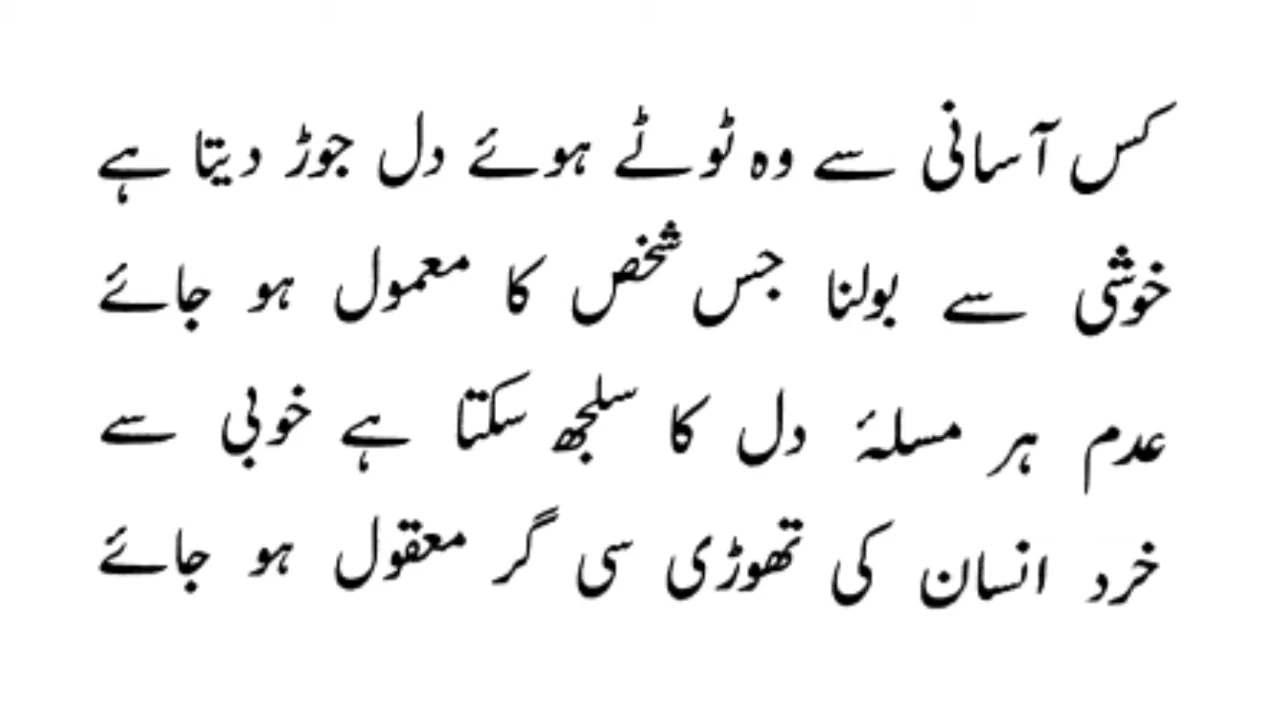 کس آسانی سے وہ ٹوٹے ہوئے دل جوڑ دیتا ہے
خوشی سے بولنا جس شخص کا معمول ہو جائے
عدم ہر مسلۂ دل کا سلجھ سکتا ہے خوبی سے
خرد انسان کی تھوڑی سی گر معقول ہو جائے